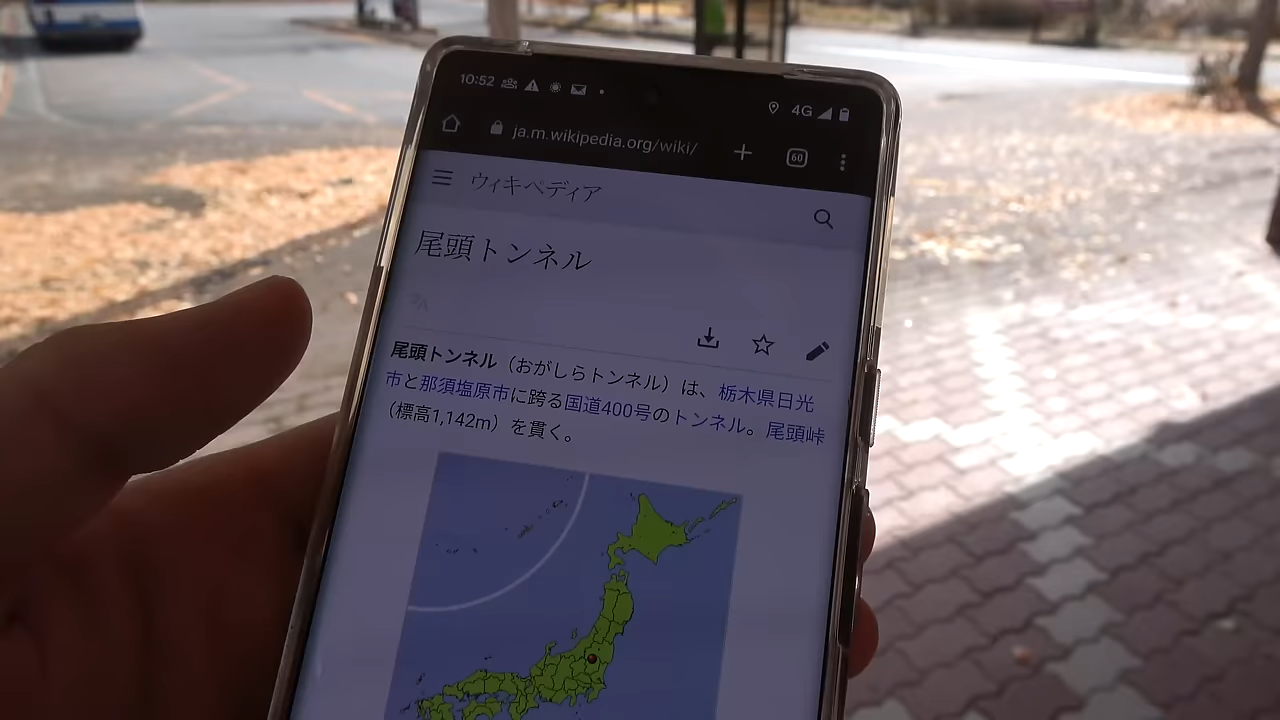 10:52
4G
ja.m.wikipedia.org/wiki/
60
ウィキペディア
尾頭トンネル
尾頭トンネル（おがしらトンネル）は、栃木県日光
市と那須塩原市に跨る国道400号のトンネル。尾頭峠
（標高1,142m）を貫く。